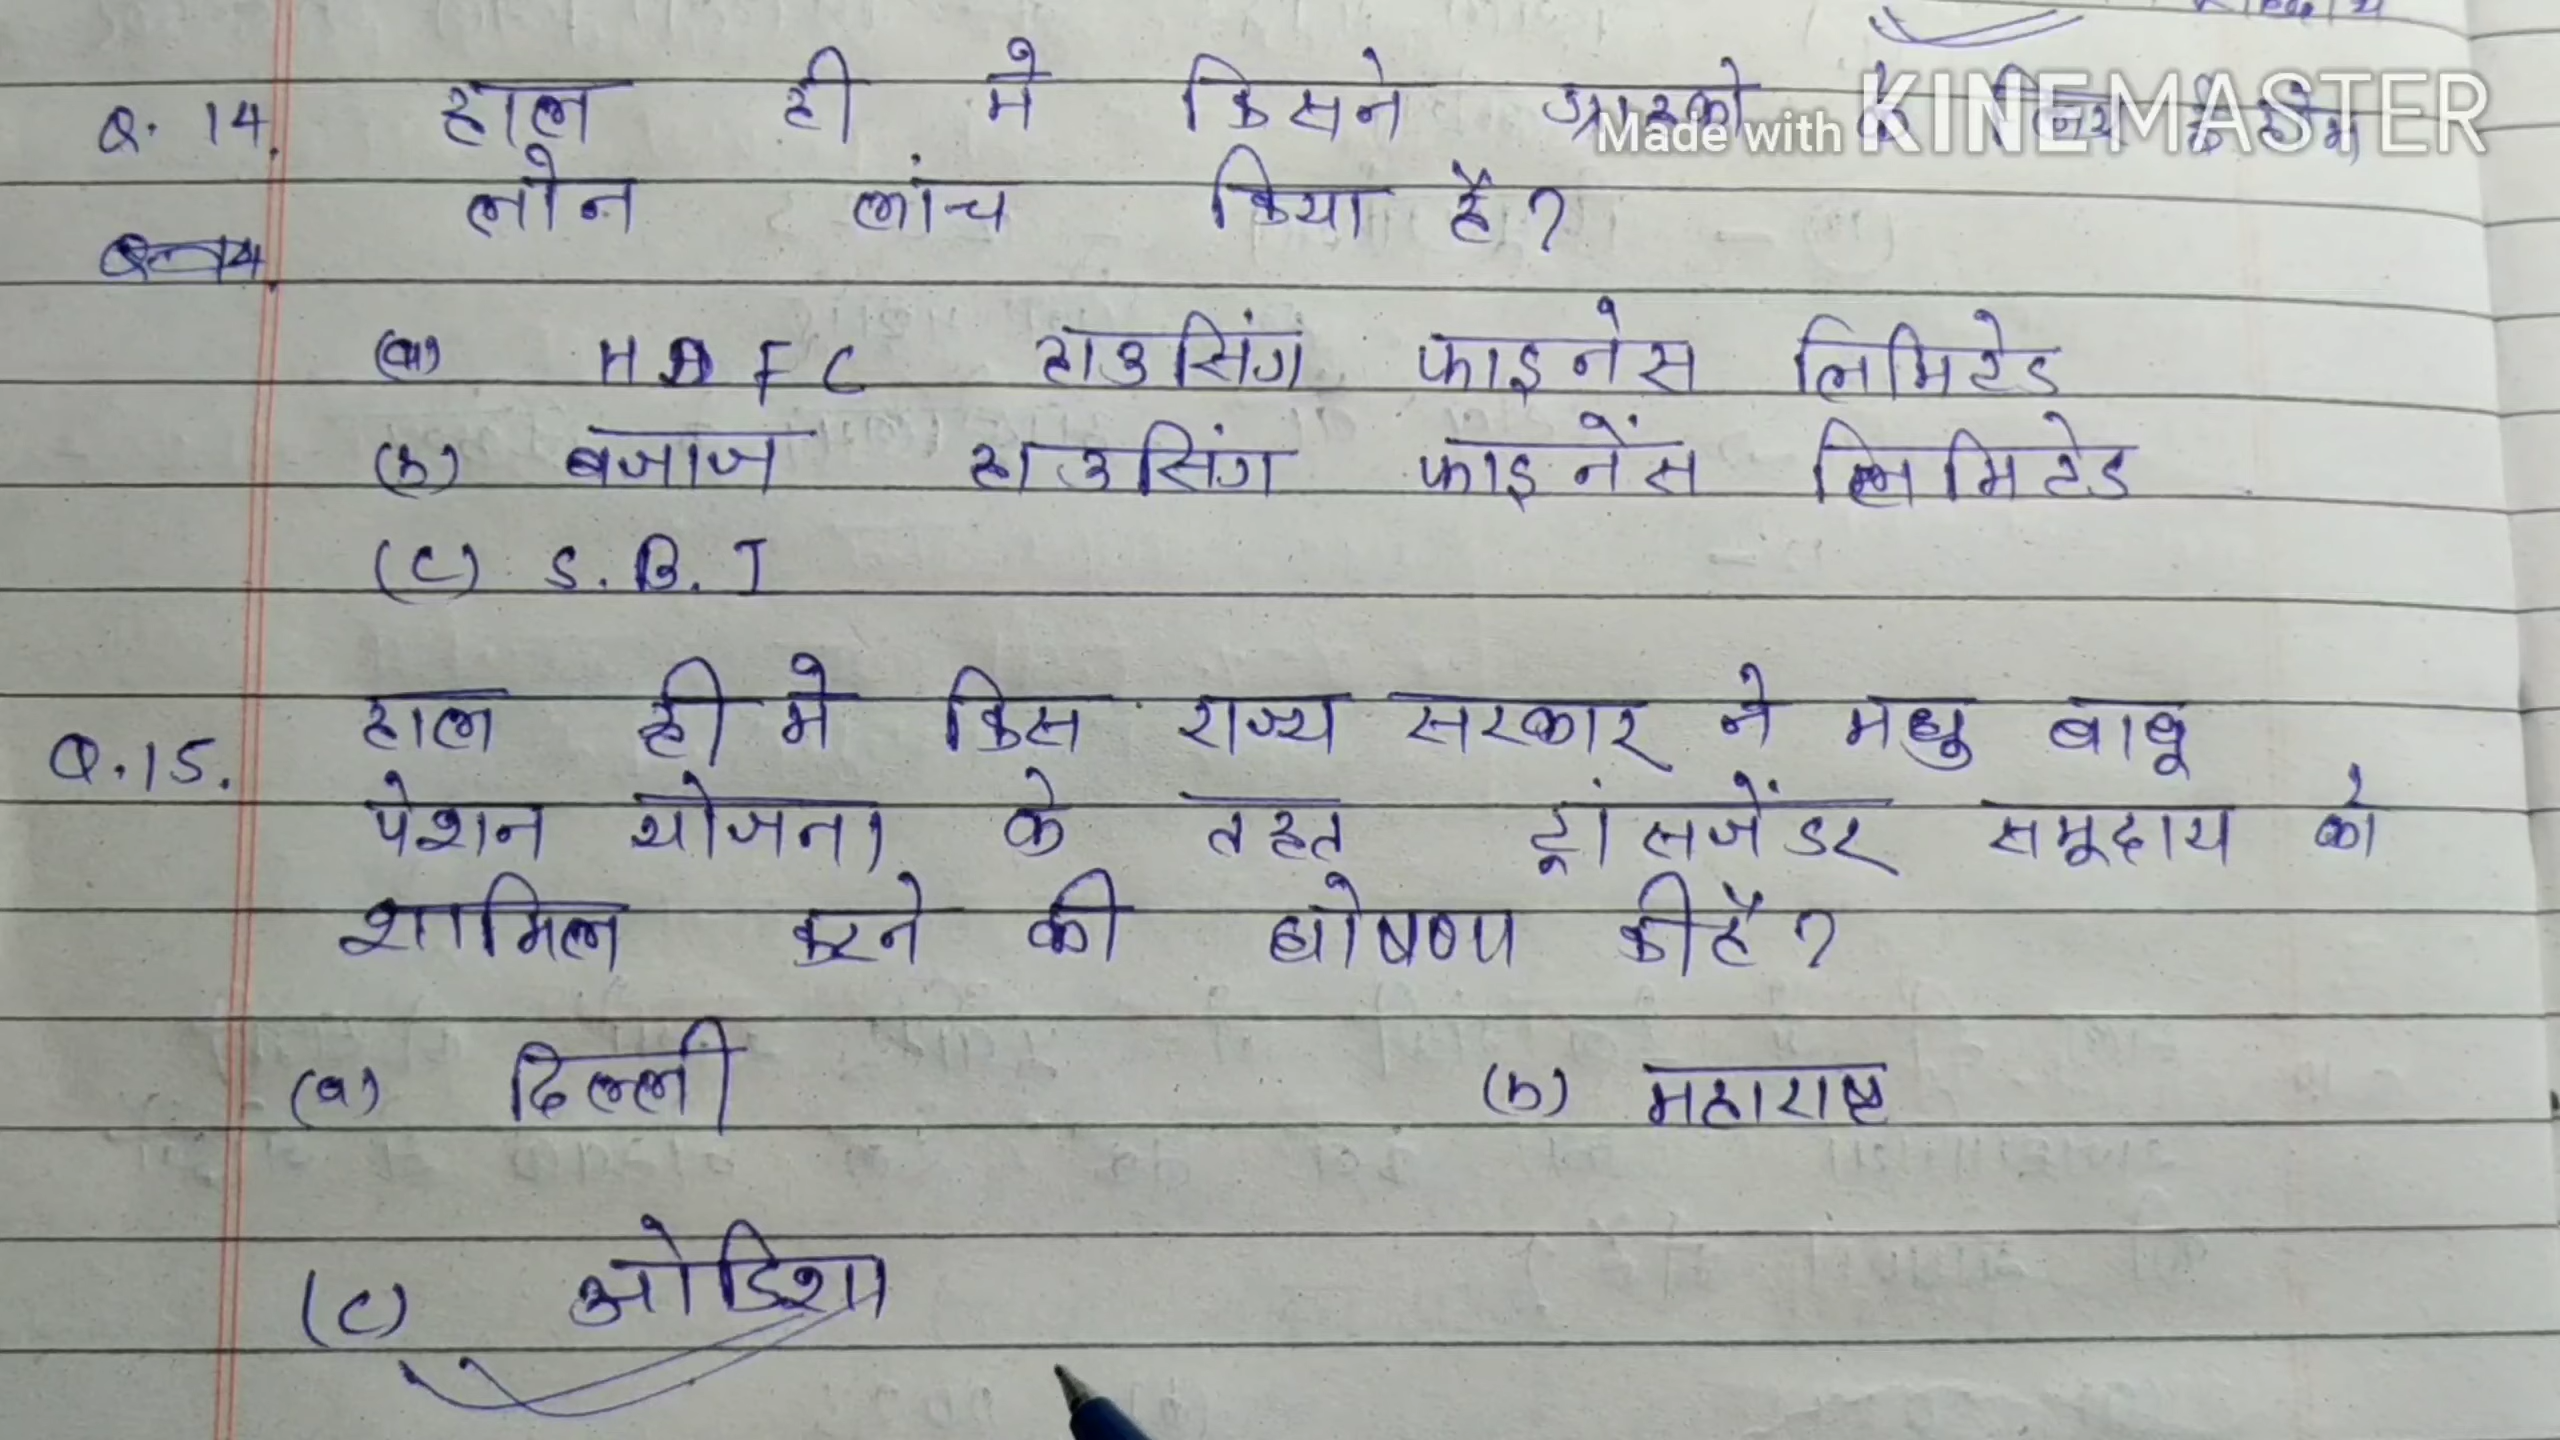 Q. 14. हाल ही मे किसने ग्राहको के लिये ई होम
Made with KINEMASTER
लोन लांच किया है?
(a) HDFC हाउसिंग फाइनेस लिमिटेड
(b) बजाज हाउसिंग फाइनेंस लिमिटेड
(c) S.B.I
Q.15. हाल ही मे किस राज्य सरकार ने मधु बाबू
पेशन योजना के तहत ट्रांसजेंडर समूदाय को
शामिल करने की घोषणा की है?
(a) दिल्ली (b) महाराष्ट्र
(c) ओडिशा